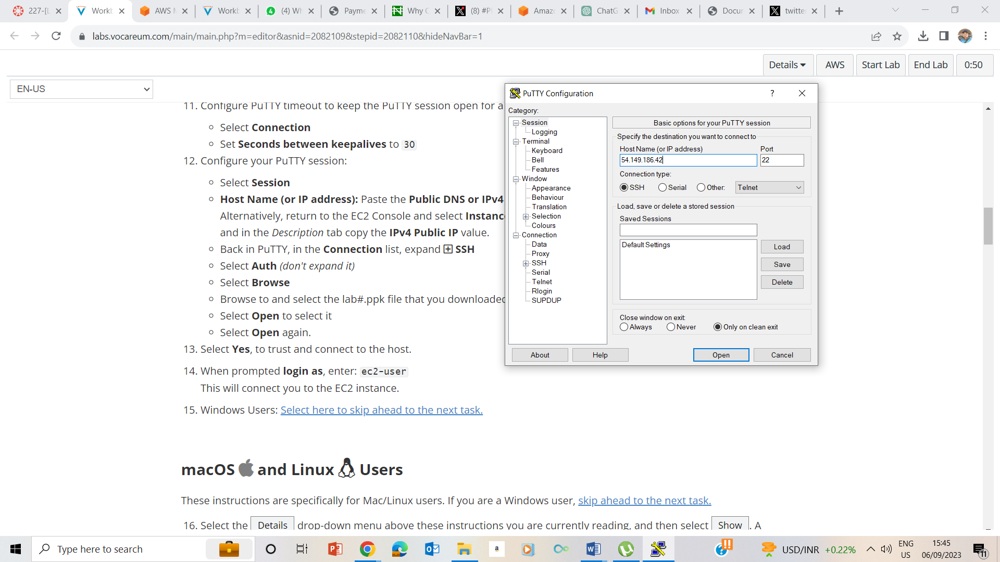 227-[L
Workb
AWS M
Workb
(4) Wh
Payme
Why C
(8) #Pl
Amazo
ChatG
Inbox
Docum
twitter
labs.vocareum.com/main/main.php?m=editor&asnid=2082109&stepid=2082110&hideNavBar=1
Details
AWS
Start Lab
End Lab
0:50
EN-US
11. Configure PuTTY timeout to keep the PuTTY session open for a
Select Connection
Set Seconds between keepalives to 30
12. Configure your PuTTY session:
Select Session
Host Name (or IP address): Paste the Public DNS or IPv4
Alternatively, return to the EC2 Console and select Instance
and in the Description tab copy the IPv4 Public IP value.
Back in PuTTY, in the Connection list, expand SSH
Select Auth (don't expand it)
Select Browse
Browse to and select the lab#.ppk file that you downloaded
Select Open to select it
Select Open again.
13. Select Yes, to trust and connect to the host.
14. When prompted login as, enter: ec2-user
This will connect you to the EC2 instance.
15. Windows Users: Select here to skip ahead to the next task.
macOS and Linux Users
These instructions are specifically for Mac/Linux users. If you are a Windows user, skip ahead to the next task.
16. Select the Details drop-down menu above these instructions you are currently reading, and then select Show . A
PuTTY Configuration
?
Category:
Session
Logging
Terminal
Keyboard
Bell
Features
Window
Appearance
Behaviour
Translation
Selection
Colours
Connection
Data
Proxy
SSH
Serial
Telnet
Rlogin
SUPDUP
Basic options for your PuTTY session
Specify the destination you want to connect to
Host Name (or IP address)
Port
54.149.186.42
22
Connection type:
SSH
Serial
Other:
Telnet
Load, save or delete a stored session
Saved Sessions
Default Settings
Load
Save
Delete
Close window on exit:
Always
Never
Only on clean exit
About
Help
Open
Cancel
Type here to search
USD/INR +0.22%
ENG
US
15:45
06/09/2023
11